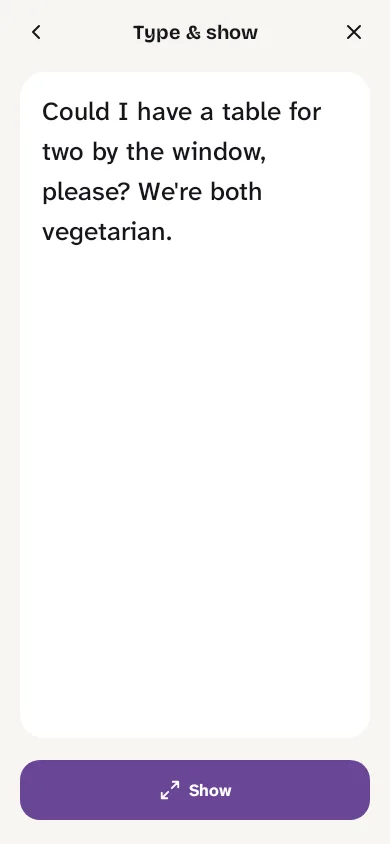 Type & show
Could I have a table for
two by the window,
please? We're both
vegetarian.
Show